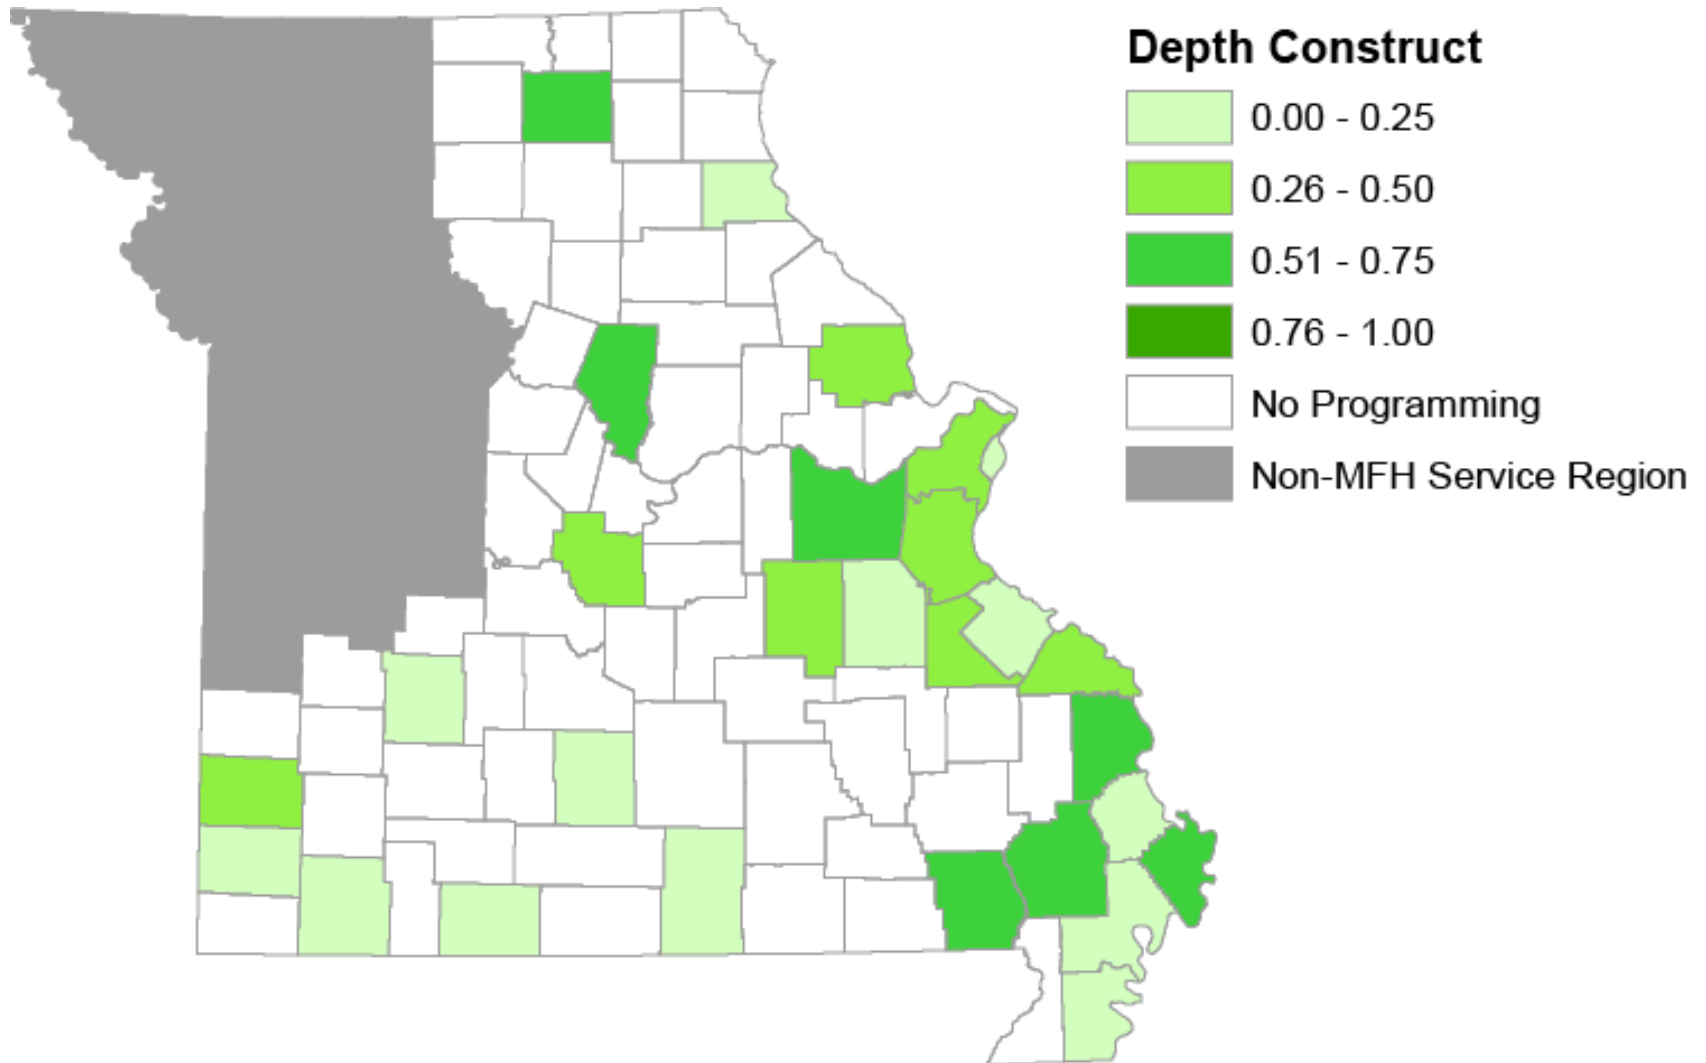 Depth Construct
0.00 - 0.25
0.26 - 0.50
0.51 - 0.75
0.76 - 1.00
No Programming
Non-MFH Service Region